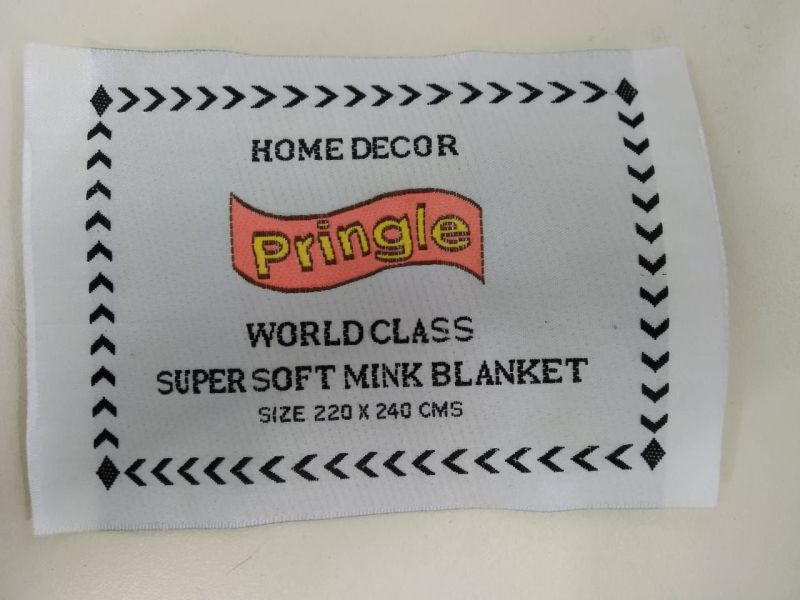 HOME DECOR
Pringle
WORLD CLASS
SUPER SOFT MINK BLANKET
SIZE 220 X 240 CMS